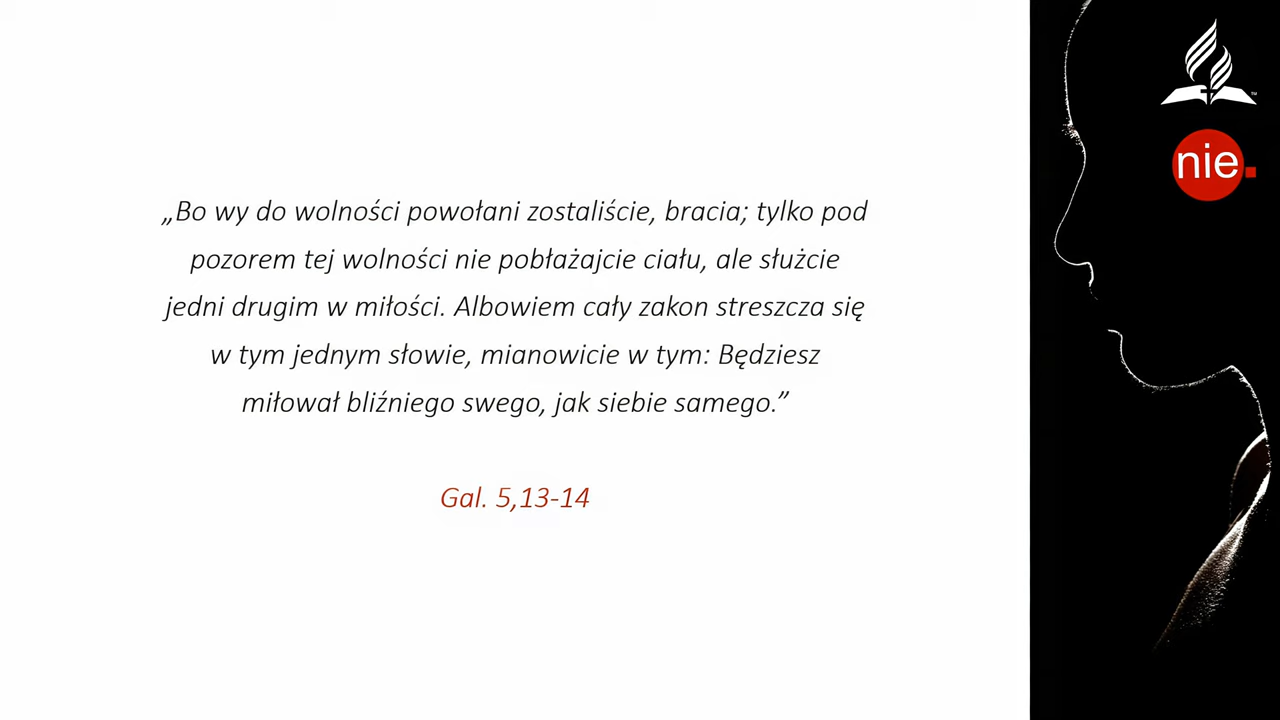 „Bo wy do wolności powołani zostaliście, bracia; tylko pod
pozorem tej wolności nie pobłażajcie ciału, ale służcie
jedni drugim w miłości. Albowiem cały zakon streszcza się
w tym jednym słowie, mianowicie w tym: Będziesz
miłował bliźniego swego, jak siebie samego.”
Gal. 5,13-14
nie.